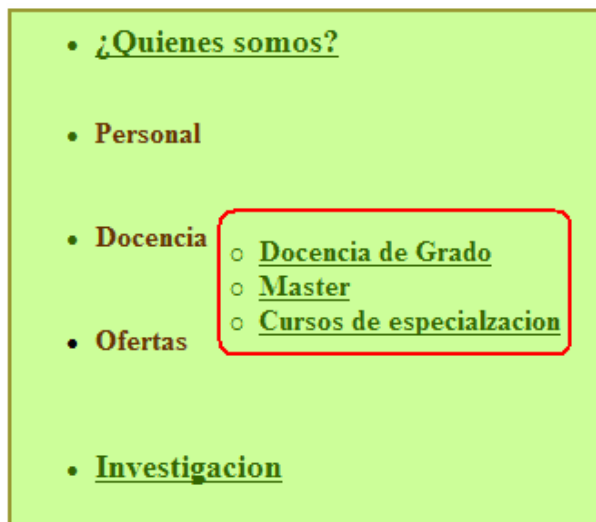 ¿Quienes somos?
Personal
Docencia
Docencia de Grado
Master
Cursos de especialzacion
Ofertas
Investigacion